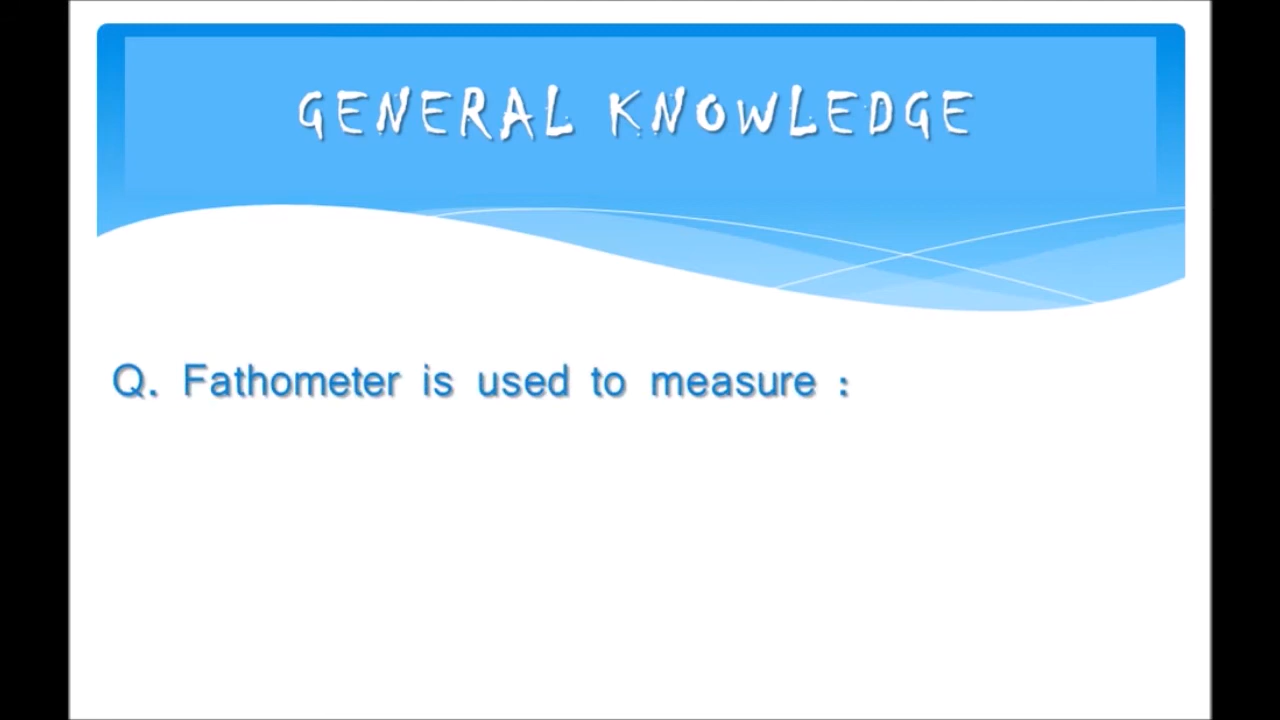 GENERAL KNOWLEDGE
Q. Fathometer is used to measure :